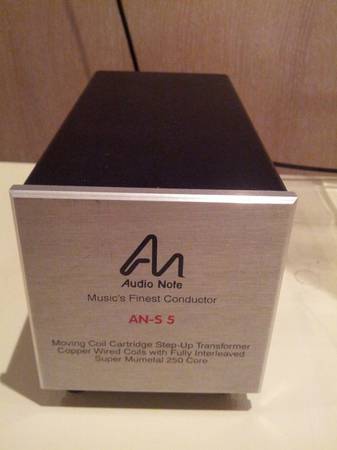 AN
Audio Note
Music's Finest Conductor
AN-S 5
Moving Coil Cartridge Step-Up Transformer
Copper Wired Coils with Fully Interleaved
Super Mumetal 250 Core